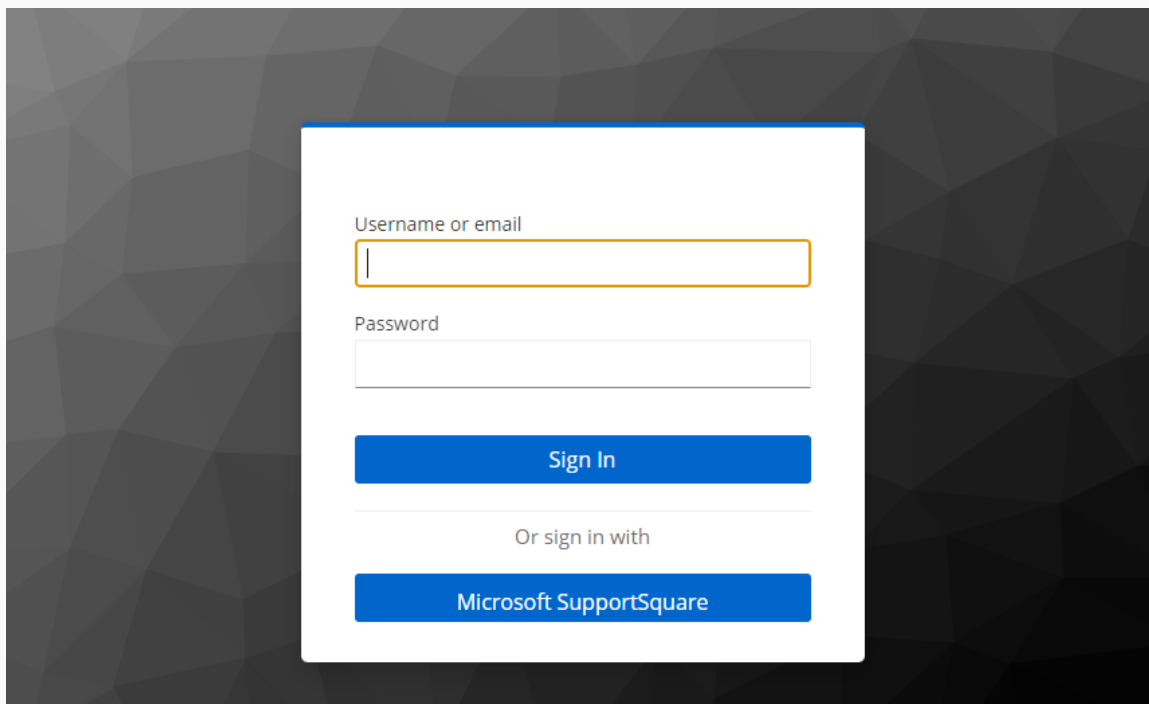 Username or email
Password
Sign In
Or sign in with
Microsoft SupportSquare